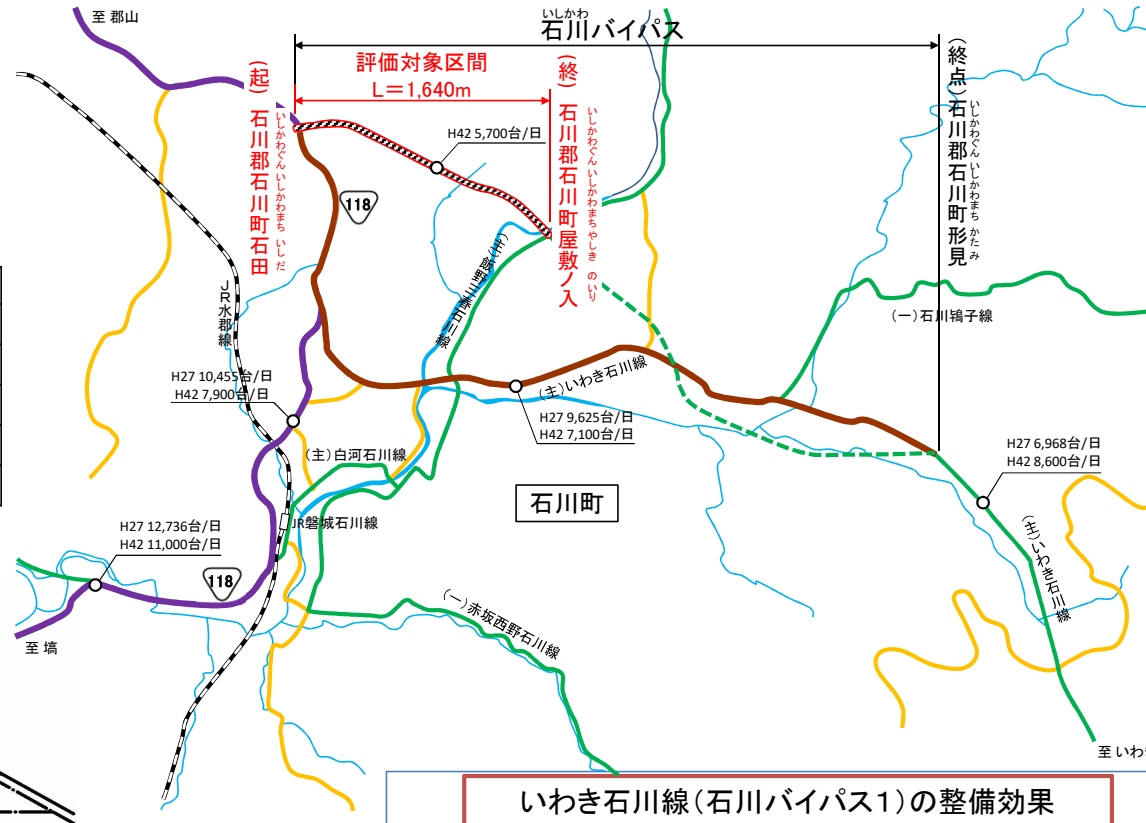 至 郡山
いしかわ
石川バイパス
評価対象区間
L＝1,640m
(起) 石川郡石川町石田
いしかわぐん いしかわまち いしだ
(終) 石川郡石川町屋敷ノ入
いしかわぐん いしかわまち やしき の いり
(終点)石川郡石川町形見
いしかわぐん いしかわまち かたみ
H42 5,700台/日
118
JR水郡線
(主)飯野三春石川線
(一)石川鴇子線
H27 10,455台/日
H42 7,900台/日
(主)いわき石川線
H27 9,625台/日
H42 7,100台/日
H27 6,968台/日
H42 8,600台/日
(主)白河石川線
石川町
JR磐城石川線
H27 12,736台/日
H42 11,000台/日
118
(主)いわき石川線
(一)赤坂西野石川線
至 塙
至 いわ
いわき石川線(石川バイパス1)の整備効果